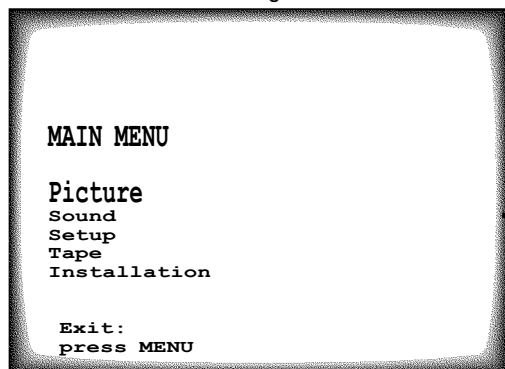 MAIN MENU
Picture
Sound
Setup
Tape
Installation
Exit:
press MENU